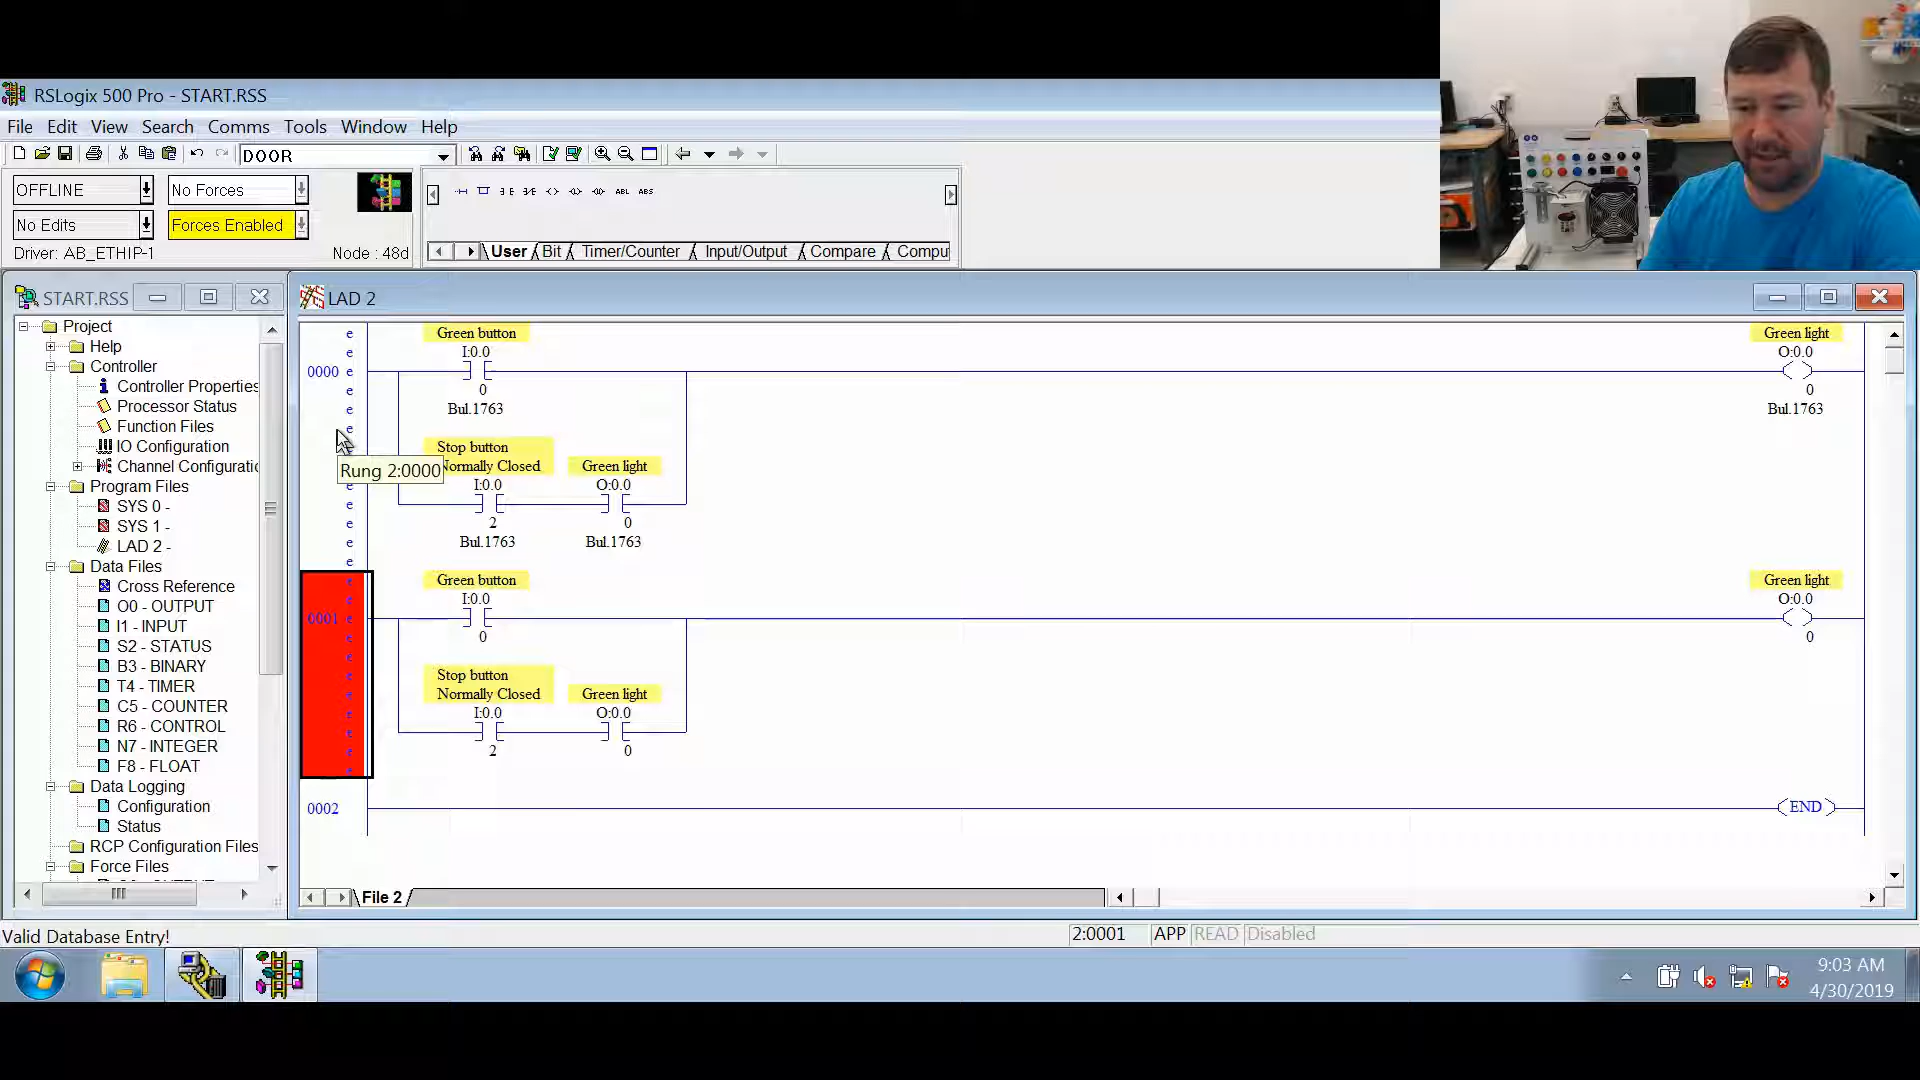 RSLogix 500 Pro - START.RSS
File Edit View Search Comms Tools Window Help
DOOR
OFFLINE No Forces
No Edits Forces Enabled
Driver: AB_ETHIP-1 Node : 48d
ABL ABS
User Bit Timer/Counter Input/Output Compare Compu
START.RSS
LAD 2
Project
Help
Controller
Controller Properties
Processor Status
Function Files
IO Configuration
Channel Configurati
Program Files
SYS 0 -
SYS 1 -
LAD 2 -
Data Files
Cross Reference
O0 - OUTPUT
I1 - INPUT
S2 - STATUS
B3 - BINARY
T4 - TIMER
C5 - COUNTER
R6 - CONTROL
N7 - INTEGER
F8 - FLOAT
Data Logging
Configuration
Status
RCP Configuration Files
Force Files
e
e
0000 e
e
e
e
e
e
e
e
e
Green button
I:0.0
0
Bul.1763
Green light
O:0.0
0
Bul.1763
Rung 2:0000
Stop button
Normally Closed
I:0.0
2
Bul.1763
Green light
O:0.0
0
Bul.1763
0001
e
e
e
e
e
e
e
e
e
Green button
I:0.0
0
Green light
O:0.0
0
Stop button
Normally Closed
I:0.0
2
Green light
O:0.0
0
0002 END
File 2
Valid Database Entry! 2:0001 APP READ Disabled
9:03 AM
4/30/2019